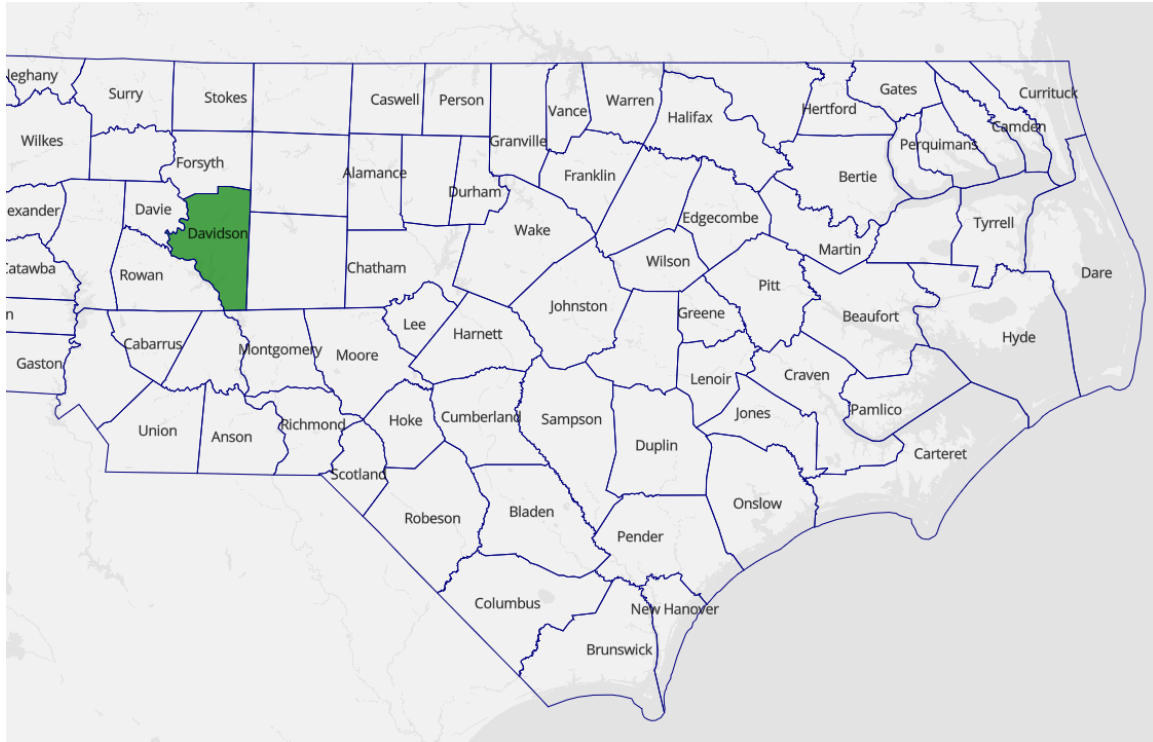 leghany
Surry
Stokes
Caswell
Person
Granville
Vance
Warren
Halifax
Hertford
Gates
Currituck
Camden
Perquimans
Wilkes
Forsyth
Alamance
Durham
Franklin
Bertie
exander
Davie
Davidson
Wake
Edgecombe
Martin
Tyrrell
Dare
Catawba
Rowan
Chatham
Wilson
Pitt
Johnston
Greene
Beaufort
Hyde
n
Cabarrus
Montgomery
Moore
Lee
Harnett
Gaston
Lenoir
Craven
Pamlico
Jones
Union
Anson
Richmond
Hoke
Cumberland
Sampson
Duplin
Carteret
Scotland
Robeson
Bladen
Onslow
Pender
Columbus
New Hanover
Brunswick